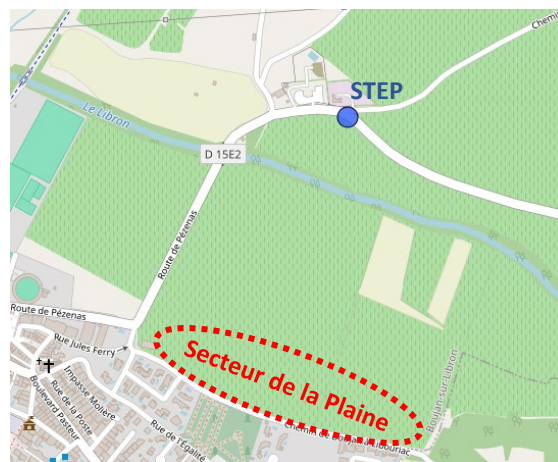 Chemin
STEP
Le Libron
D 15E2
Route de Pézenas
Route de Pézenas
Rue Jules Ferry
Secteur de la Plaine
Impasse Molière
Rue de la Poste
Boulevard Pasteur
Rue de l'Égalité
Chemin de
Boujan-sur-Libron